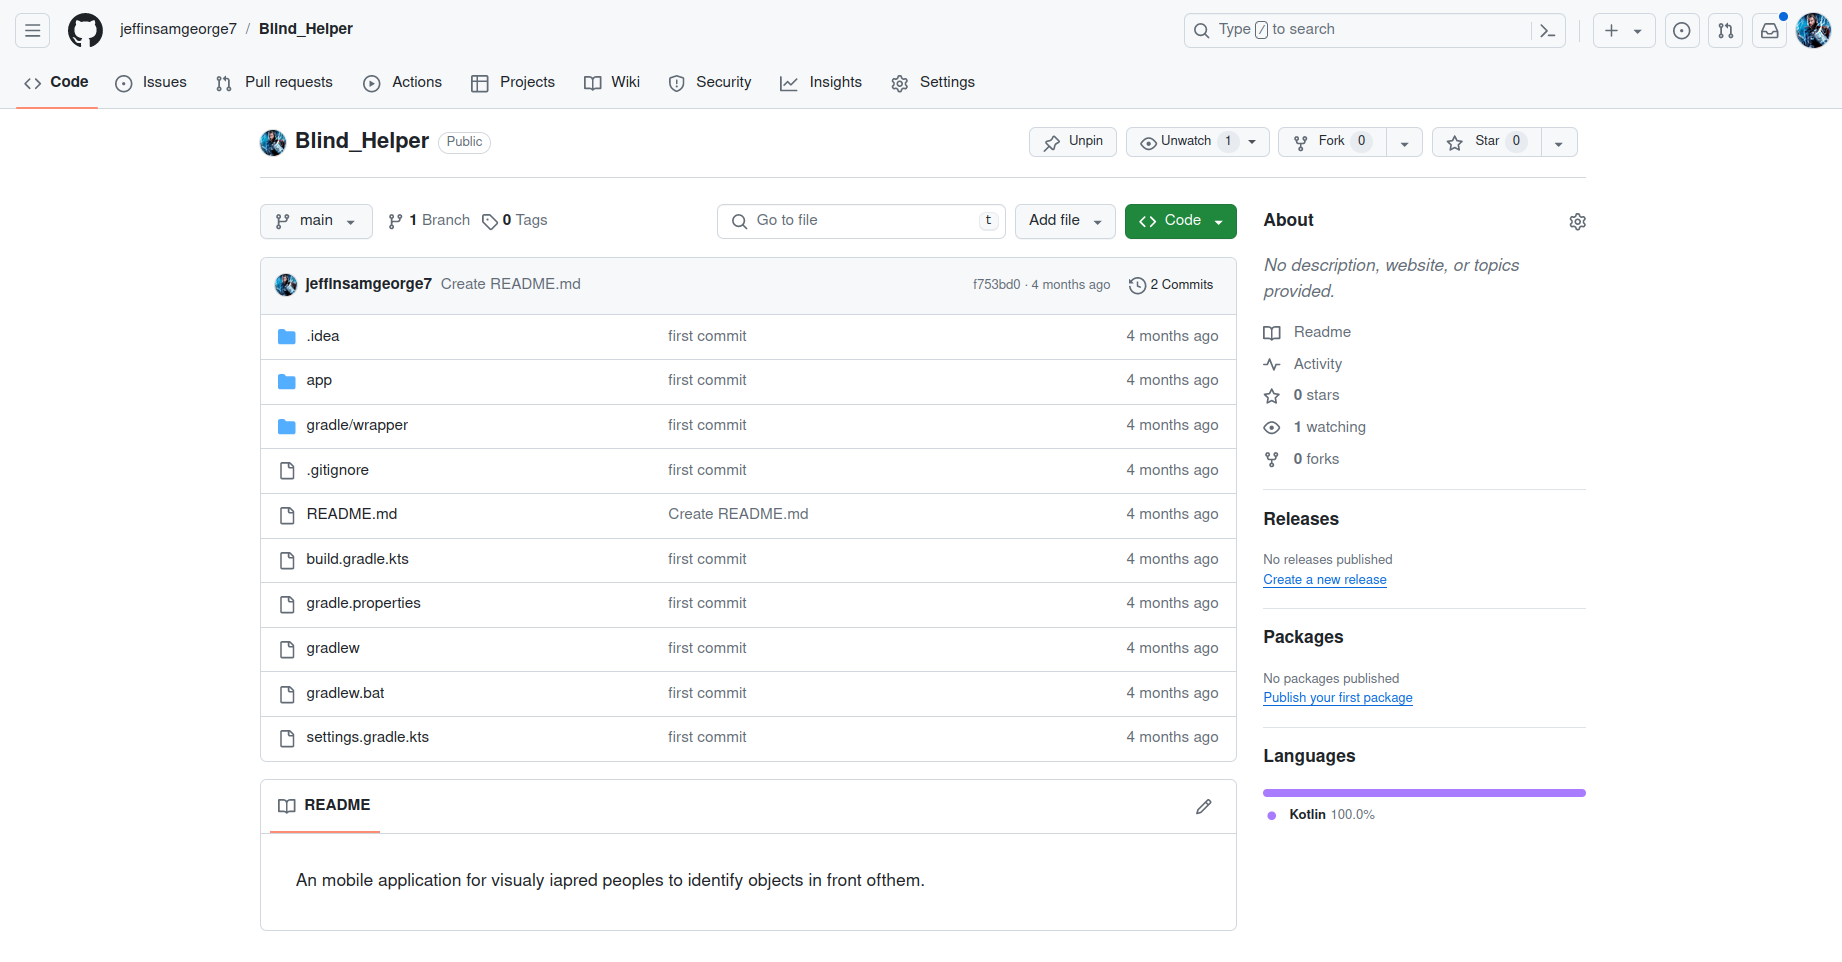 jeffinsamgeorge7 / Blind_Helper
Type / to search
Code Issues Pull requests Actions Projects Wiki Security Insights Settings
Blind_Helper Public
Unpin Unwatch 1 Fork 0 Star 0
main 1 Branch 0 Tags Go to file t Add file Code
jeffinsamgeorge7 Create README.md f753bd0 · 4 months ago 2 Commits
.idea first commit 4 months ago
app first commit 4 months ago
gradle/wrapper first commit 4 months ago
.gitignore first commit 4 months ago
README.md Create README.md 4 months ago
build.gradle.kts first commit 4 months ago
gradle.properties first commit 4 months ago
gradlew first commit 4 months ago
gradlew.bat first commit 4 months ago
settings.gradle.kts first commit 4 months ago
README
An mobile application for visualy iapred peoples to identify objects in front ofthem.
About
No description, website, or topics
provided.
Readme
Activity
0 stars
1 watching
0 forks
Releases
No releases published
Create a new release
Packages
No packages published
Publish your first package
Languages
Kotlin 100.0%